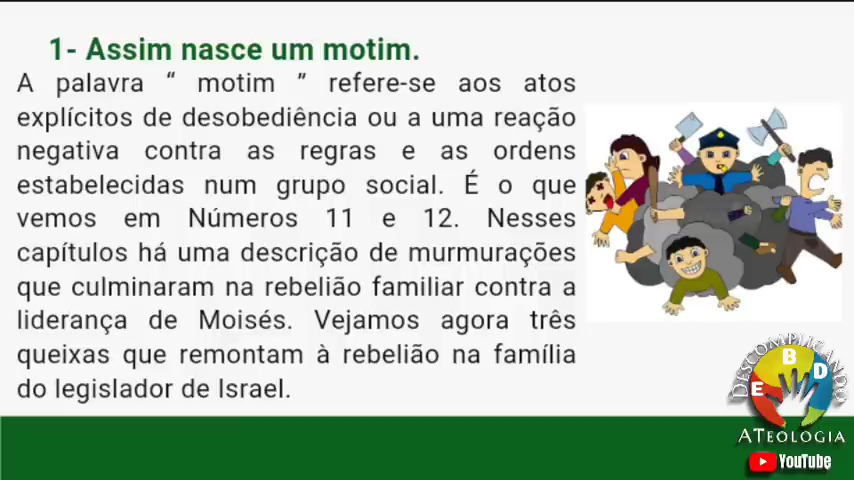 1- Assim nasce um motim.
A palavra “ motim ” refere-se aos atos
explícitos de desobediência ou a uma reação
negativa contra as regras e as ordens
estabelecidas num grupo social. É o que
vemos em Números 11 e 12. Nesses
capítulos há uma descrição de murmurações
que culminaram na rebelião familiar contra a
liderança de Moisés. Vejamos agora três
queixas que remontam à rebelião na família
do legislador de Israel.
DESCOMPLICANDO
E B D
ATEOLOGIA
YouTube